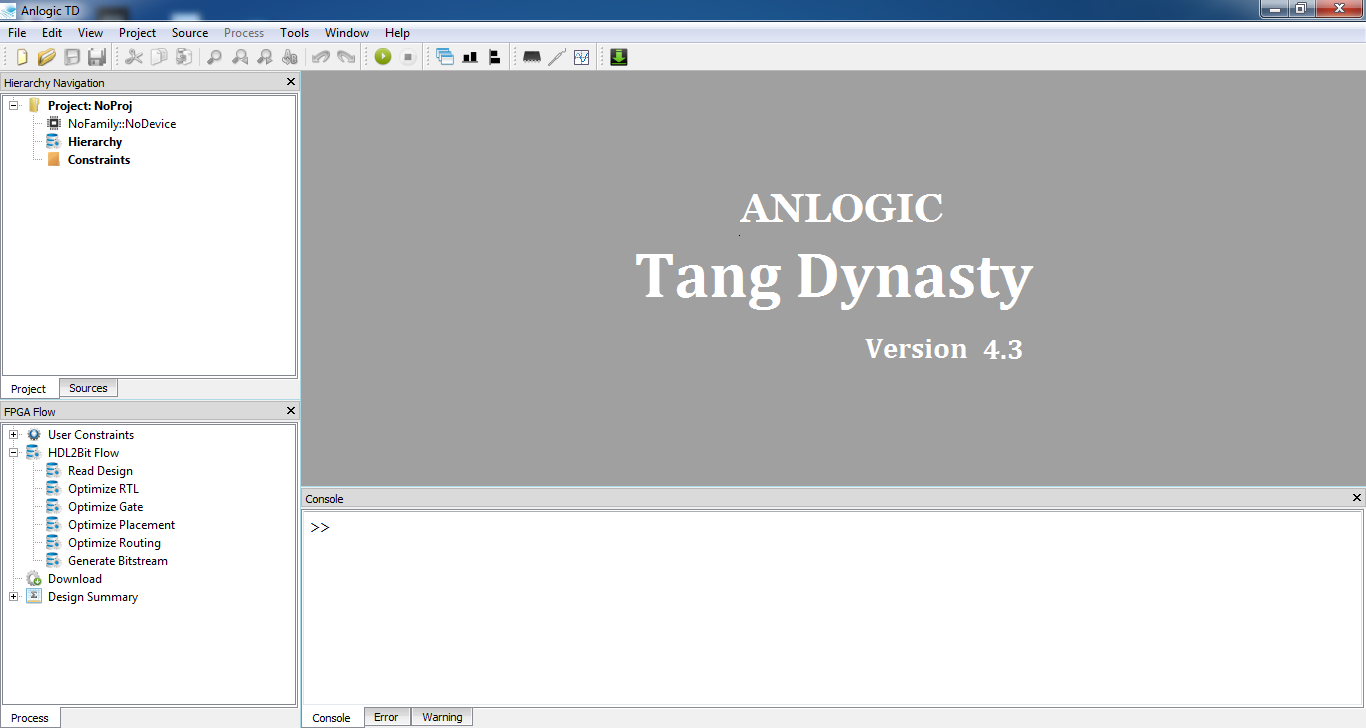 Anlogic TD
File Edit View Project Source Process Tools Window Help
Hierarchy Navigation
Project: NoProj
NoFamily::NoDevice
Hierarchy
Constraints
Project Sources
FPGA Flow
User Constraints
HDL2Bit Flow
Read Design
Optimize RTL
Optimize Gate
Optimize Placement
Optimize Routing
Generate Bitstream
Download
Design Summary
Process
ANLOGIC
Tang Dynasty
Version 4.3
Console
>>
Console Error Warning